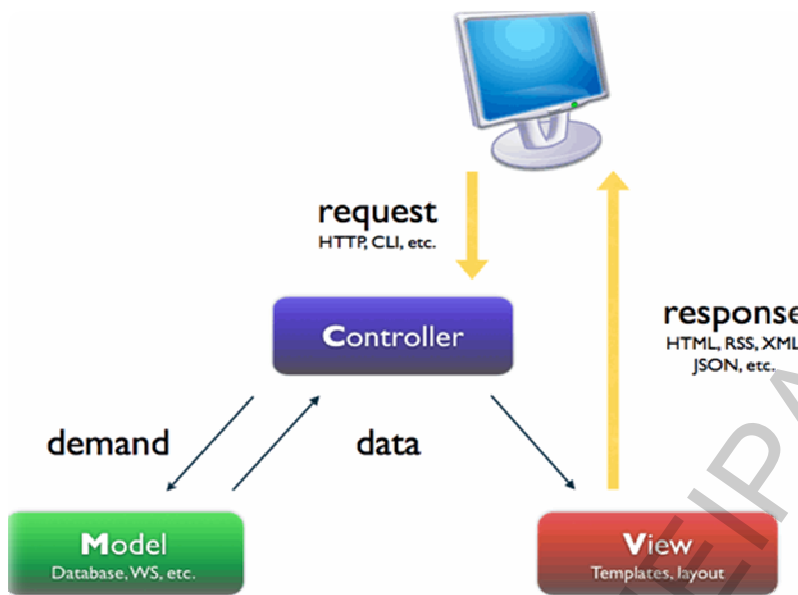 request
HTTP, CLI, etc.
Controller
response
HTML, RSS, XML
JSON, etc.
demand
data
Model
Database, WS, etc.
View
Templates, layout